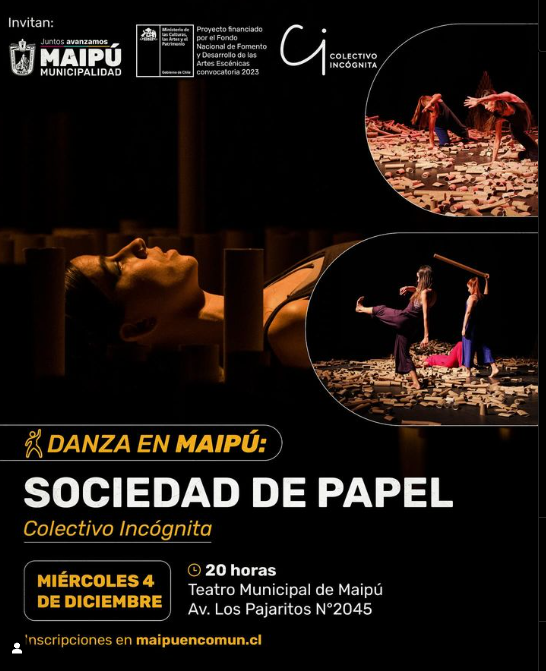 Invitan:
Juntos avanzamos
MAIPÚ
MUNICIPALIDAD
Ministerio de
las Culturas,
las Artes y el
Patrimonio
Gobierno de Chile
Proyecto financiado
por el Fondo
Nacional de Fomento
y Desarrollo de las
Artes Escénicas
convocatoria 2023
Ci
COLECTIVO
INCÓGNITA
DANZA EN MAIPÚ:
SOCIEDAD DE PAPEL
Colectivo Incógnita
MIÉRCOLES 4
DE DICIEMBRE
20 horas
Teatro Municipal de Maipú
Av. Los Pajaritos N°2045
Inscripciones en maipuencomun.cl